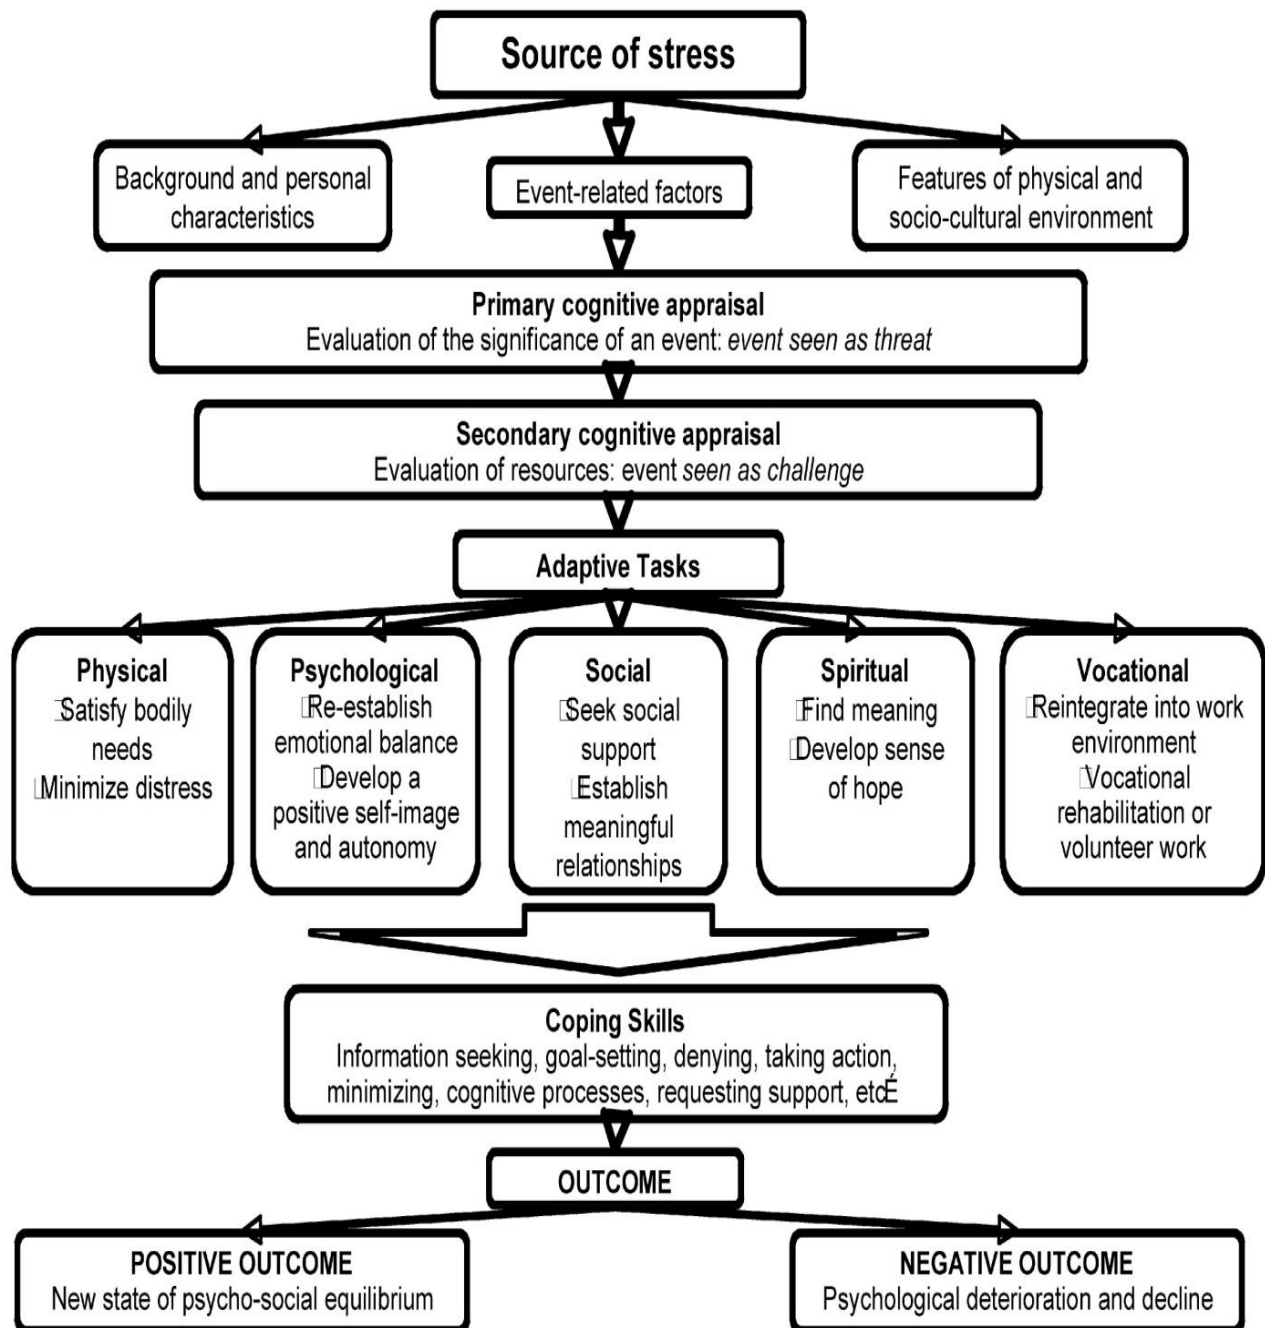 Source of stress
Background and personal
characteristics
Event-related factors
Features of physical and
socio-cultural environment
Primary cognitive appraisal
Evaluation of the significance of an event: event seen as threat
Secondary cognitive appraisal
Evaluation of resources: event seen as challenge
Adaptive Tasks
Physical
Satisfy bodily
needs
Minimize distress
Psychological
Re-establish
emotional balance
Develop a
positive self-image
and autonomy
Social
Seek social
support
Establish
meaningful
relationships
Spiritual
Find meaning
Develop sense
of hope
Vocational
Reintegrate into work
environment
Vocational
rehabilitation or
volunteer work
Coping Skills
Information seeking, goal-setting, denying, taking action,
minimizing, cognitive processes, requesting support, etcÉ
OUTCOME
POSITIVE OUTCOME
New state of psycho-social equilibrium
NEGATIVE OUTCOME
Psychological deterioration and decline